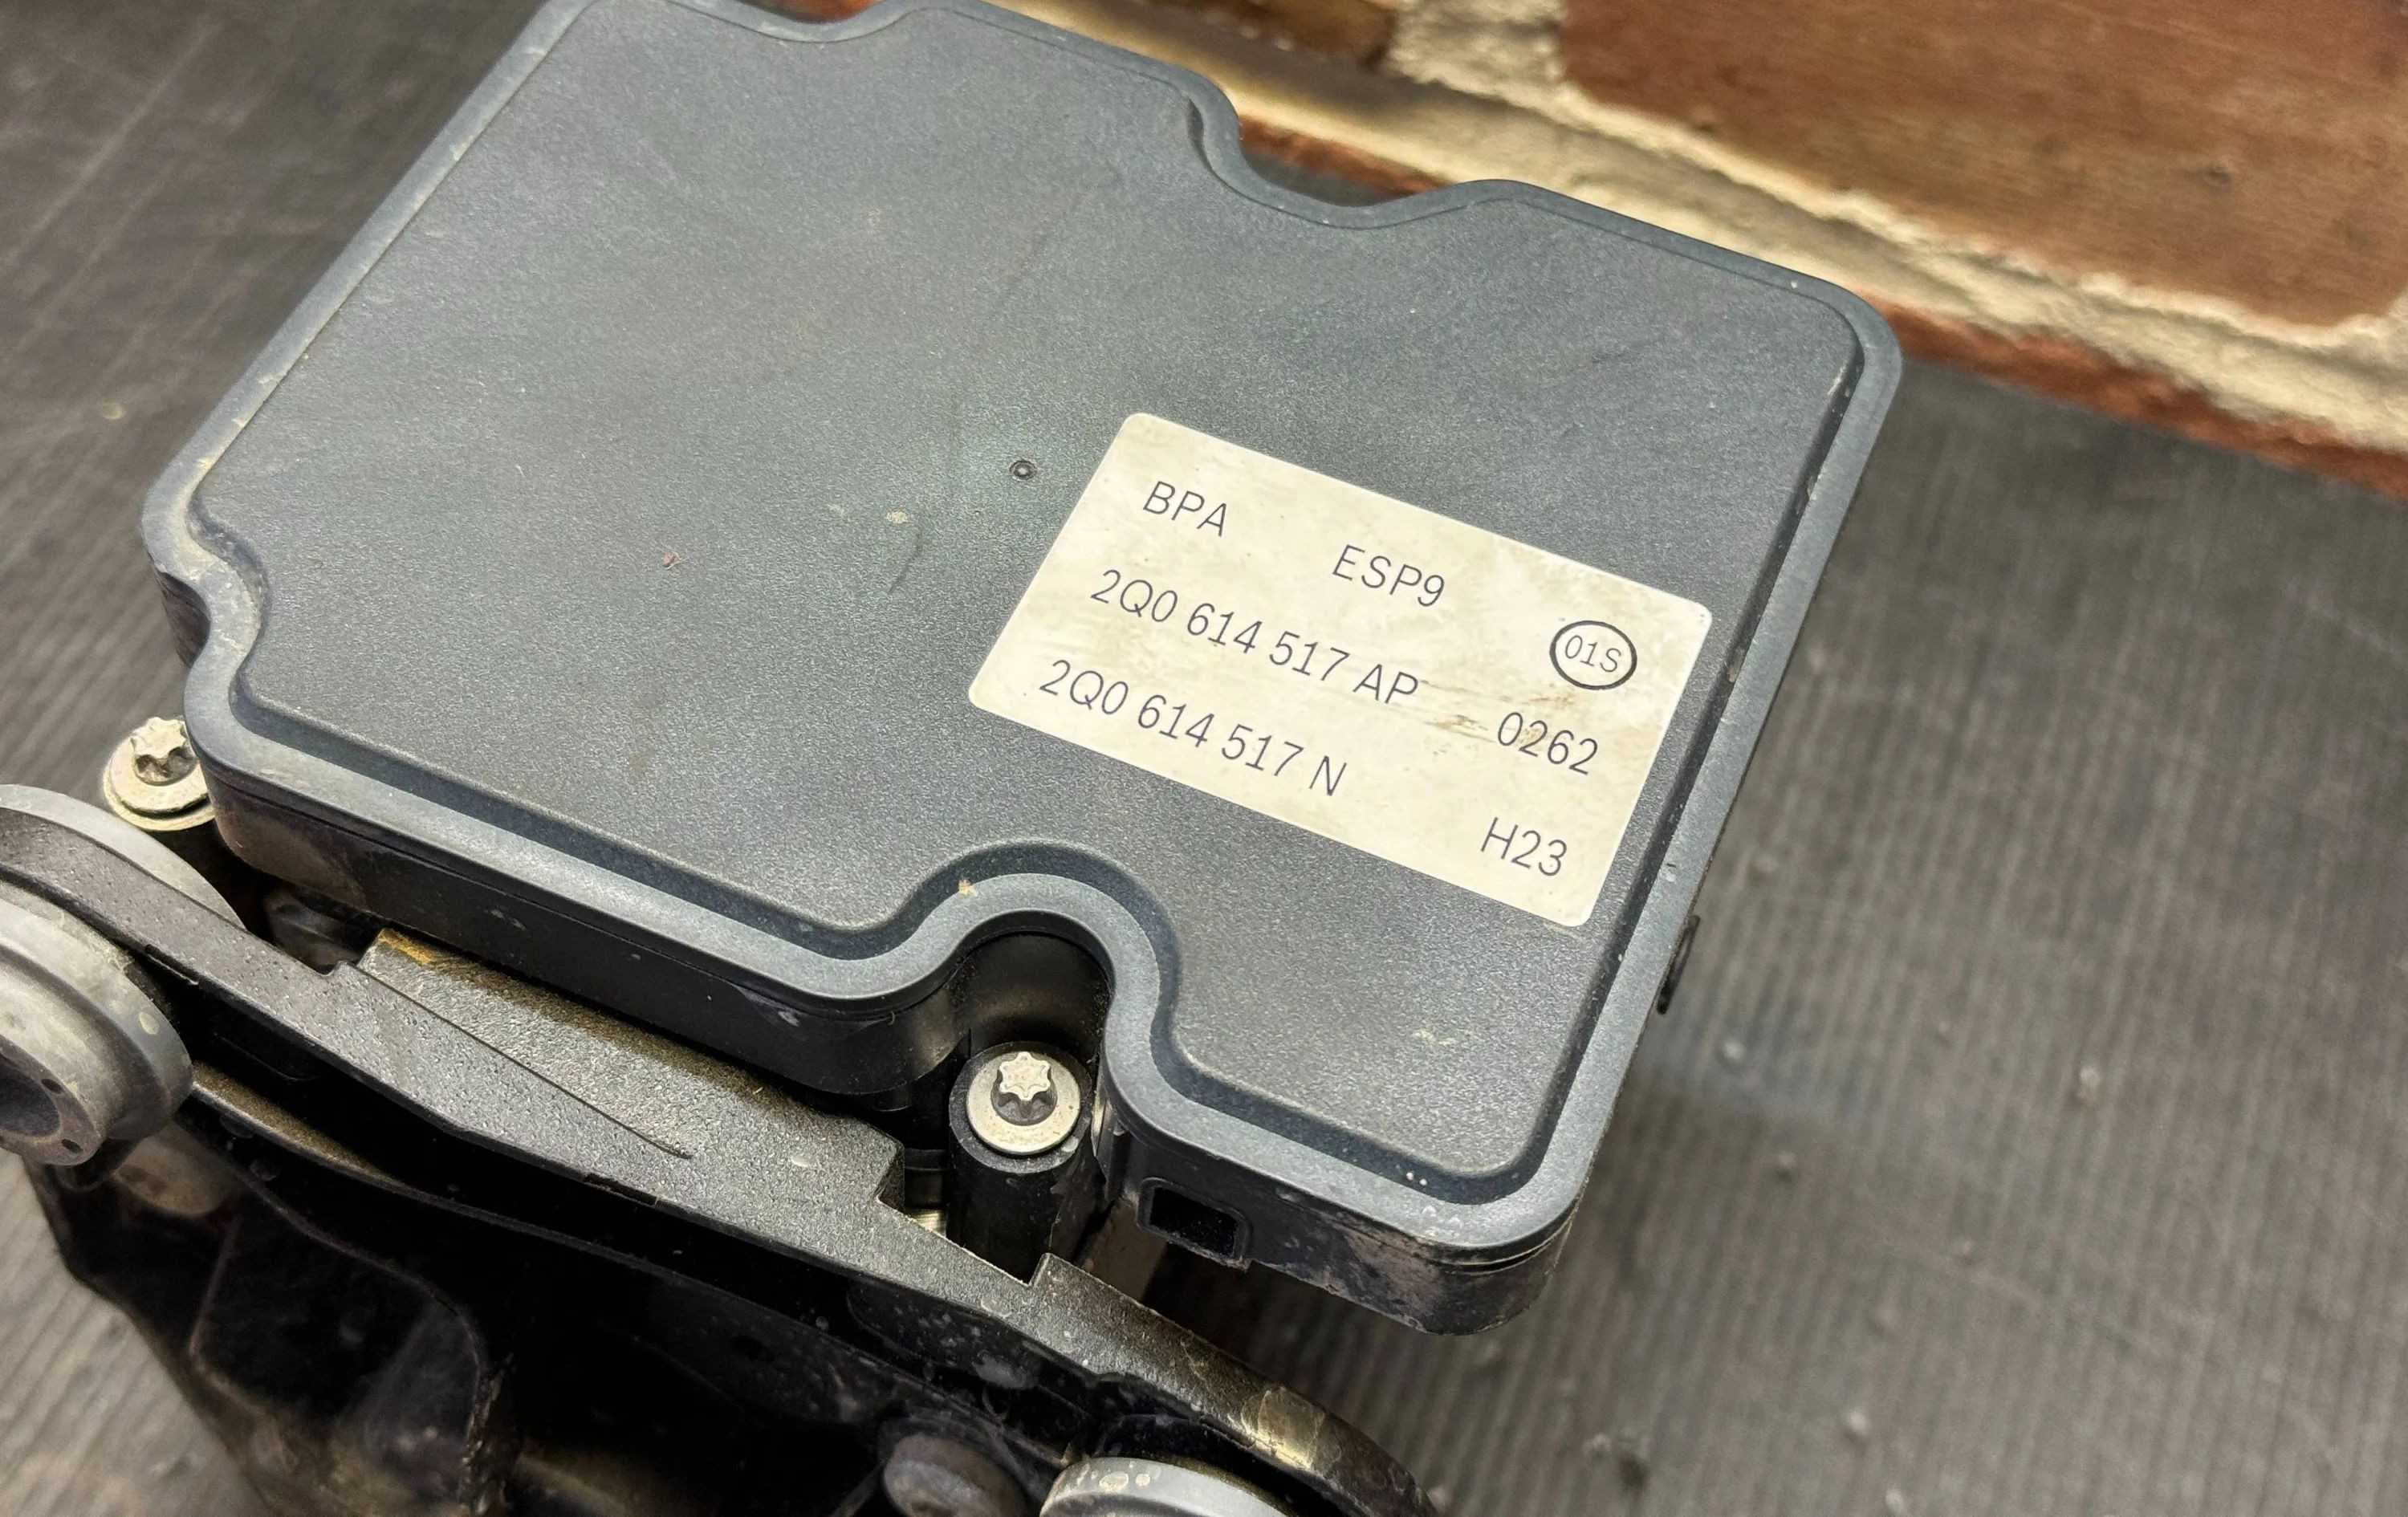 BPA ESP9
01S
2Q0 614 517 AP 0262
2Q0 614 517 N H23